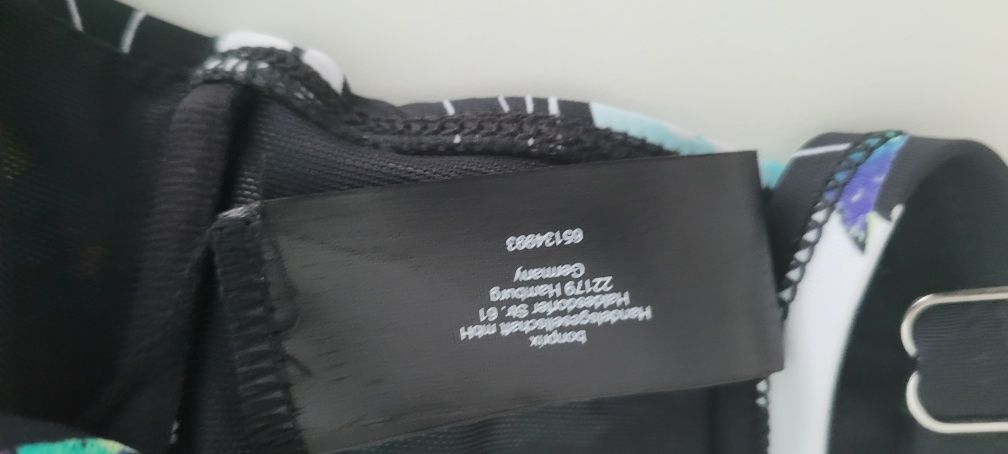 bonprix
Handelsgesellschaft mbH
Haldesdorfer Str. 61
22179 Hamburg
Germany
65134993